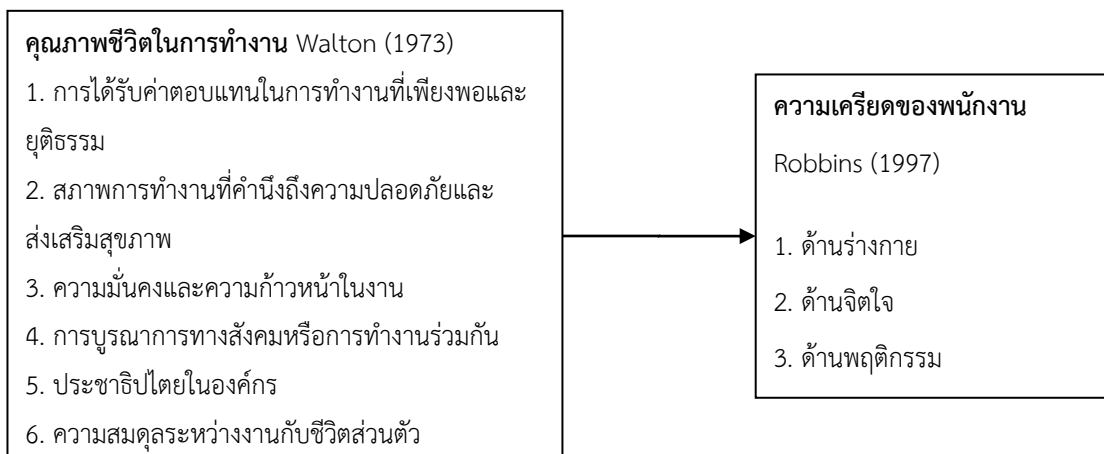 คุณภาพชีวิตในการทำงาน Walton (1973)
1. การได้รับค่าตอบแทนในการทำงานที่เพียงพอและ
ยุติธรรม
2. สภาพการทำงานที่คำนึงถึงความปลอดภัยและ
ส่งเสริมสุขภาพ
3. ความมั่นคงและความก้าวหน้าในงาน
4. การบูรณาการทางสังคมหรือการทำงานร่วมกัน
5. ประชาธิปไตยในองค์กร
6. ความสมดุลระหว่างงานกับชีวิตส่วนตัว
ความเครียดของพนักงาน
Robbins (1997)
1. ด้านร่างกาย
2. ด้านจิตใจ
3. ด้านพฤติกรรม